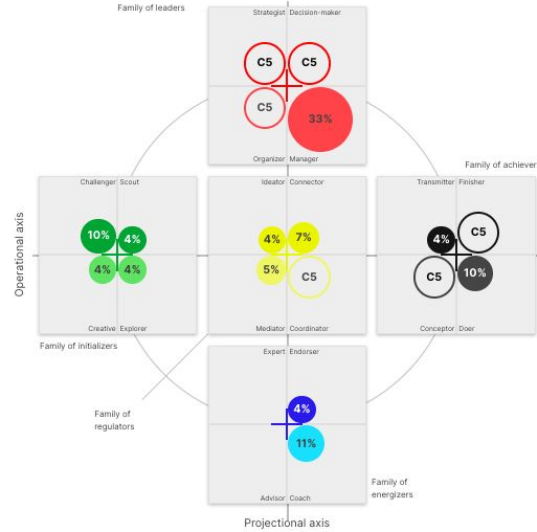 Family of leaders
Strategist Decision-maker
C5 C5
C5 33%
Organizer Manager
Family of achiever
Challenger Scout
10% 4%
4% 4%
Creative Explorer
Ideator Connector
4% 7%
5% C5
Mediator Coordinator
Transmitter Finisher
4% C5
C5 10%
Conceptor Doer
Operational axis
Family of initializers
Family of
regulators
Expert Endorser
4%
11%
Advisor Coach
Family of
energizers
Projectional axis